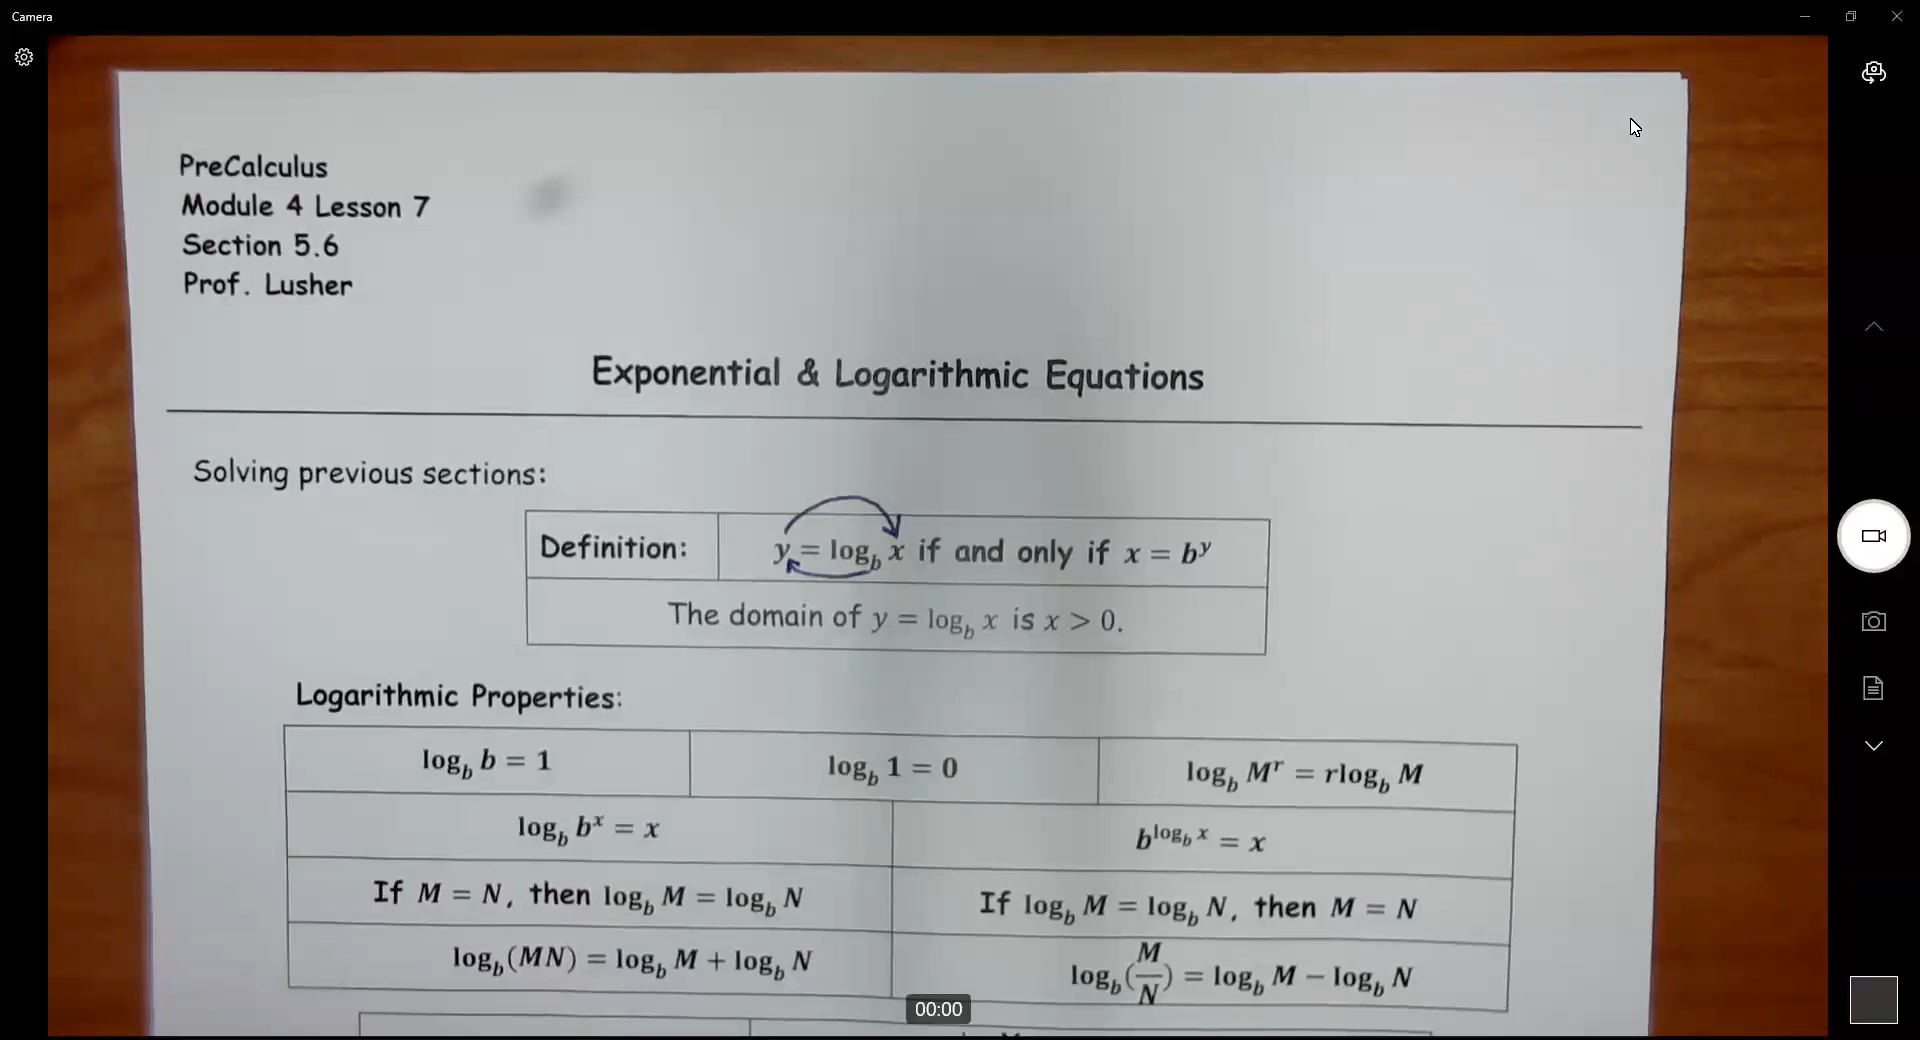 Camera
PreCalculus
Module 4 Lesson 7
Section 5.6
Prof. Lusher
Exponential & Logarithmic Equations
Solving previous sections:
Definition: y = log_b x if and only if x = b^y
The domain of y = log_b x is x > 0.
Logarithmic Properties:
log_b b = 1 log_b 1 = 0 log_b M^r = rlog_b M
log_b b^x = x b^{log_b x} = x
If M = N, then log_b M = log_b N If log_b M = log_b N, then M = N
log_b(MN) = log_b M + log_b N log_b(M/N) = log_b M − log_b N
00:00